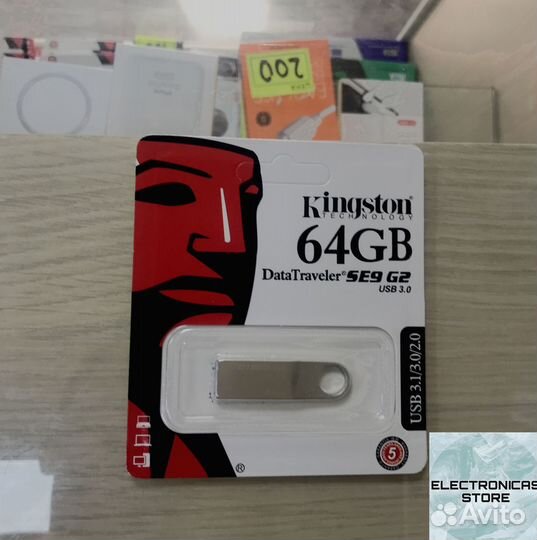 200
Kingston
TECHNOLOGY
64GB
DataTraveler® SE9 G2
USB 3.0
USB 3.1/3.0/2.0
5
®
ELECTRONICAS
STORE
Avito